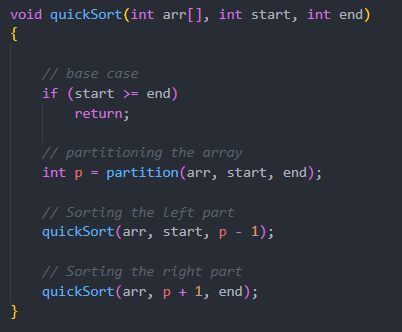 void quickSort(int arr[], int start, int end)
{
// base case
if (start >= end)
return;
// partitioning the array
int p = partition(arr, start, end);
// Sorting the left part
quickSort(arr, start, p - 1);
// Sorting the right part
quickSort(arr, p + 1, end);
}